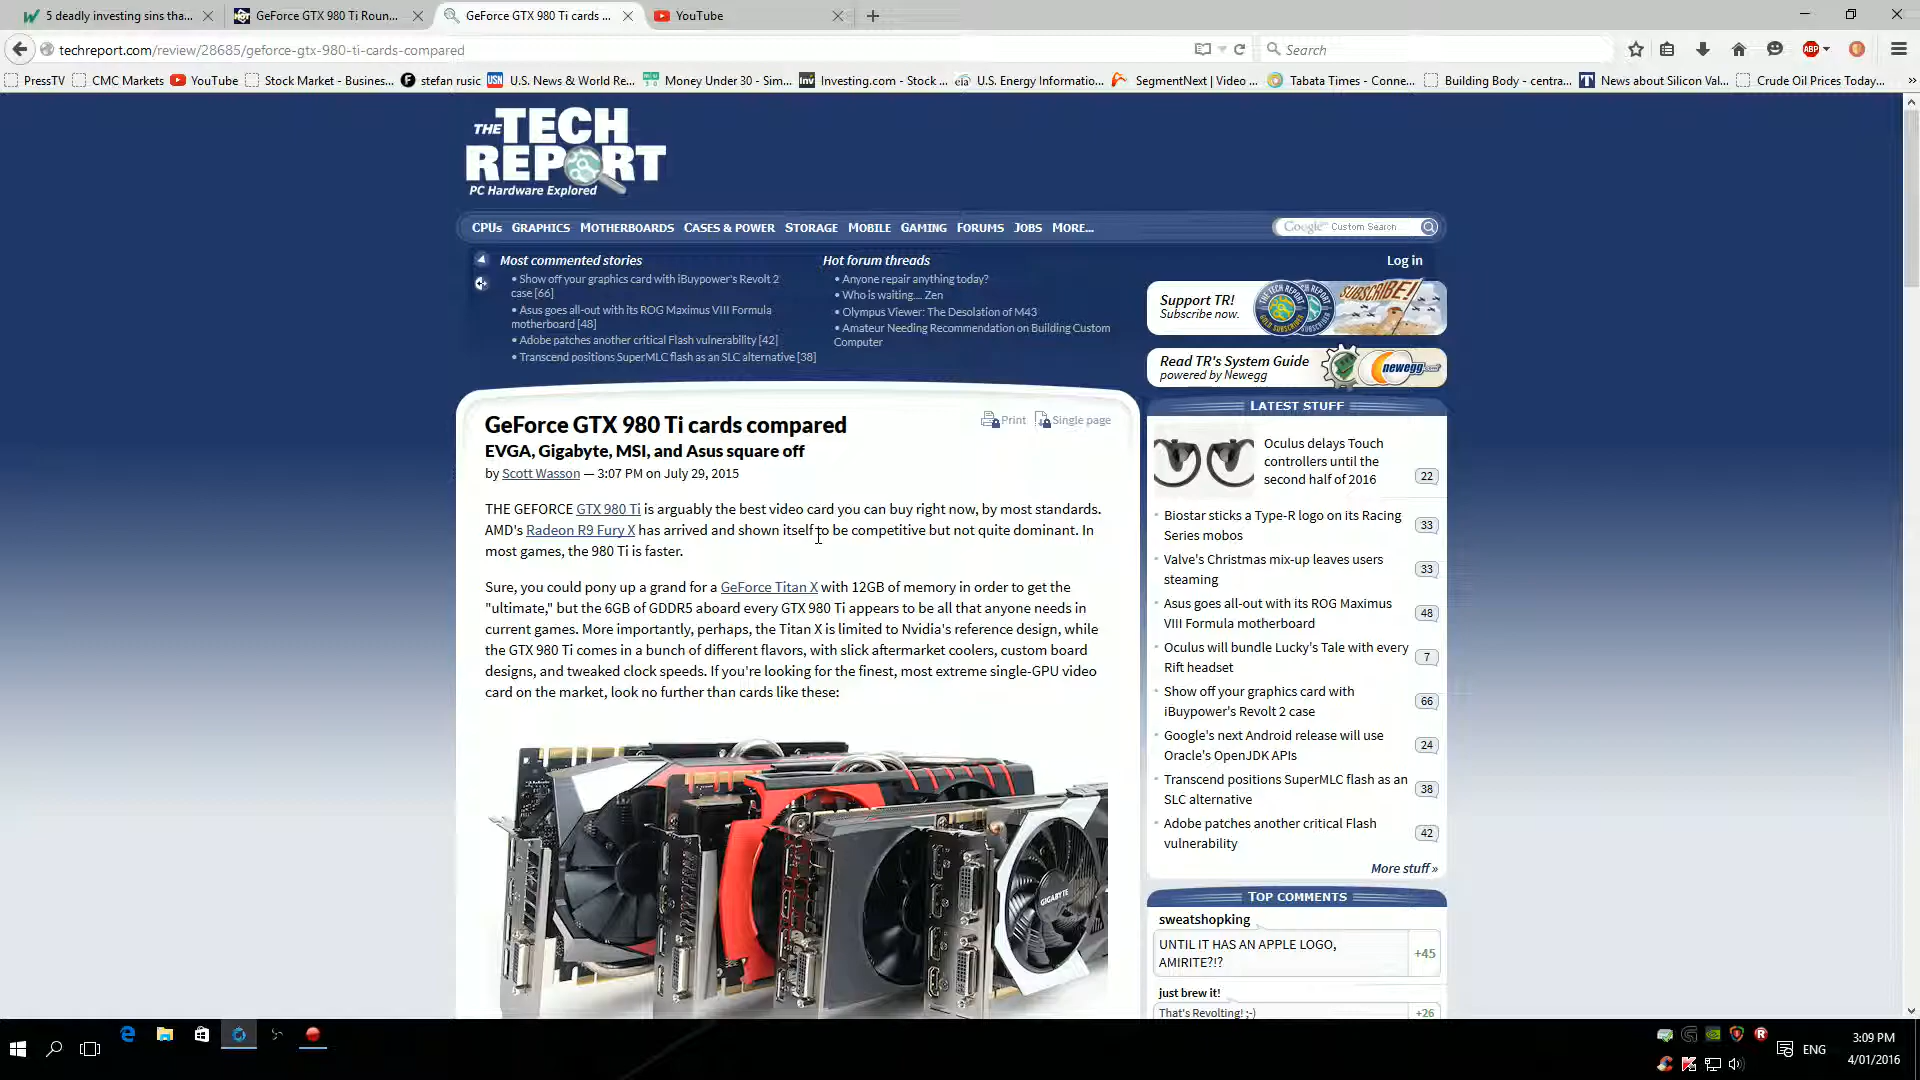 5 deadly investing sins tha...
GeForce GTX 980 Ti Roun...
GeForce GTX 980 Ti cards ...
YouTube
techreport.com/review/28685/geforce-gtx-980-ti-cards-compared
Search
ABP
PressTV
CMC Markets
YouTube
Stock Market - Busines...
stefan rusic
U.S. News & World Re...
Money Under 30 - Sim...
Investing.com - Stock ...
U.S. Energy Informatio...
SegmentNext | Video ...
Tabata Times - Conne...
Building Body - centra...
News about Silicon Val...
Crude Oil Prices Today...
THE TECH
REPORT
PC Hardware Explored
CPUs GRAPHICS MOTHERBOARDS CASES & POWER STORAGE MOBILE GAMING FORUMS JOBS MORE...
Google Custom Search
Most commented stories
• Show off your graphics card with iBuypower's Revolt 2
case [66]
• Asus goes all-out with its ROG Maximus VIII Formula
motherboard [48]
• Adobe patches another critical Flash vulnerability [42]
• Transcend positions SuperMLC flash as an SLC alternative [38]
Hot forum threads
• Anyone repair anything today?
• Who is waiting... Zen
• Olympus Viewer: The Desolation of M43
• Amateur Needing Recommendation on Building Custom
Computer
Log in
Support TR!
Subscribe now.
SUBSCRIBE!
Read TR's System Guide
powered by Newegg
newegg.com
GeForce GTX 980 Ti cards compared
Print
Single page
EVGA, Gigabyte, MSI, and Asus square off
by Scott Wasson — 3:07 PM on July 29, 2015
THE GEFORCE GTX 980 Ti is arguably the best video card you can buy right now, by most standards.
AMD's Radeon R9 Fury X has arrived and shown itself to be competitive but not quite dominant. In
most games, the 980 Ti is faster.
Sure, you could pony up a grand for a GeForce Titan X with 12GB of memory in order to get the
"ultimate," but the 6GB of GDDR5 aboard every GTX 980 Ti appears to be all that anyone needs in
current games. More importantly, perhaps, the Titan X is limited to Nvidia's reference design, while
the GTX 980 Ti comes in a bunch of different flavors, with slick aftermarket coolers, custom board
designs, and tweaked clock speeds. If you're looking for the finest, most extreme single-GPU video
card on the market, look no further than cards like these:
GIGABYTE
LATEST STUFF
Oculus delays Touch
controllers until the
second half of 2016
22
Biostar sticks a Type-R logo on its Racing
Series mobos
33
Valve's Christmas mix-up leaves users
steaming
33
Asus goes all-out with its ROG Maximus
VIII Formula motherboard
48
Oculus will bundle Lucky's Tale with every
Rift headset
7
Show off your graphics card with
iBuypower's Revolt 2 case
66
Google's next Android release will use
Oracle's OpenJDK APIs
24
Transcend positions SuperMLC flash as an
SLC alternative
38
Adobe patches another critical Flash
vulnerability
42
More stuff »
TOP COMMENTS
sweatshopking
UNTIL IT HAS AN APPLE LOGO,
AMIRITE?!?
+45
just brew it!
That's Revolting! ;-)
+26
ENG
3:09 PM
4/01/2016